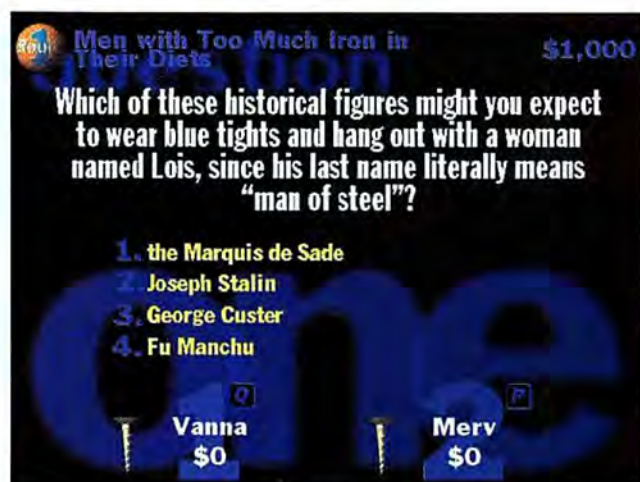 Men with Too Much Iron in
Their Diets
$1,000
question
Which of these historical figures might you expect
to wear blue tights and hang out with a woman
named Lois, since his last name literally means
“man of steel”?
1. the Marquis de Sade
2. Joseph Stalin
3. George Custer
4. Fu Manchu
one
Q
P
Vanna
Merv
$0
$0